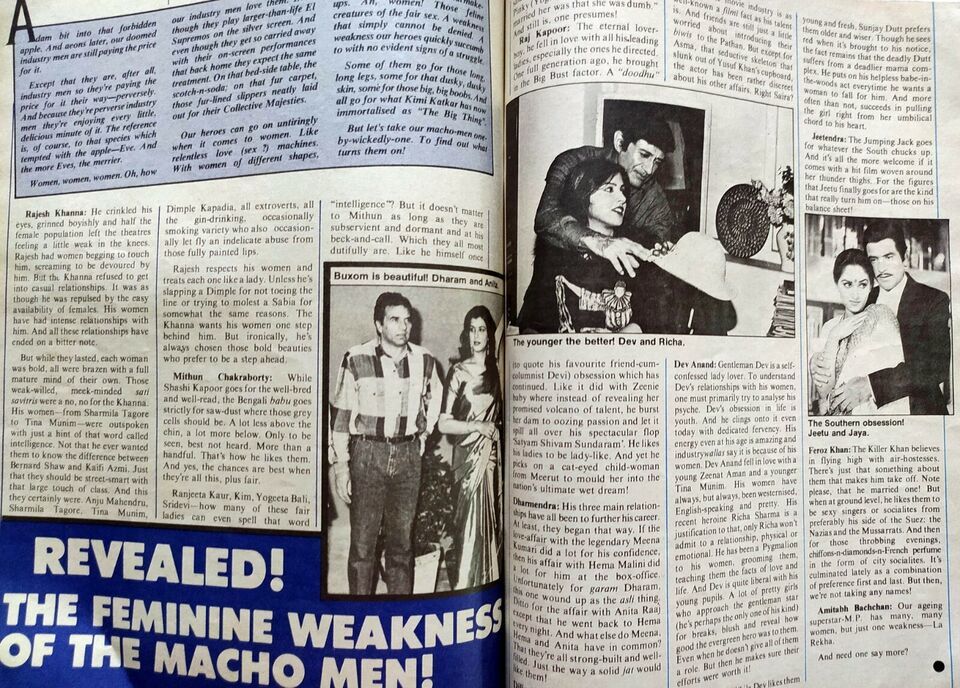 Adam bit into that forbidden
apple. And aeons later, our doomed
industry men are still paying the price
for it.
Except that they are, after all,
industry men so they're paying the
price for it their way—perversely.
And because they're perverse industry
men they're enjoying every little,
delicious minute of it. The reference
is, of course, to that species which
tempted with the apple—Eve. And
the more Eves, the merrier.
Women, women, women. Oh, how
our industry men love them.
though they play larger-than-life El
Supremos on the silver screen. And
even though they get so carried away
with their on-screen performances
that back home they expect the same
treatment. On that bed-side table, the
scotch-n-soda; on that fur carpet,
those fur-lined slippers neatly laid
out for their Collective Majesties.
Our heroes can go on untiringly
when it comes to women. Like
relentless love (sex ?) machines.
With women of different shapes,
ups. Ah, women! Those feline
creatures of the fair sex. A weakness
that simply cannot be denied. A
weakness our heroes quickly succumb
to with no evident signs of a struggle.
Some of them go for those long,
long legs, some for that dusky, dusky
skin, some for those big, big boobs. And
all go for what Kimi Katkar has now
immortalised as "The Big Thing".
But let's take our macho-men one-
by-wickedly-one. To find out what
turns them on!
Rajesh Khanna: He crinkled his
eyes, grinned boyishly and half the
female population left the theatres
feeling a little weak in the knees.
Rajesh had women begging to touch
him, screaming to be devoured by
him. But the Khanna refused to get
into casual relationships. It was as
though he was repulsed by the easy
availability of females. His women
have had intense relationships with
him. And all these relationships have
ended on a bitter note.
But while they lasted, each woman
was bold, all were brazen with a full
mature mind of their own. Those
weak-willed, meek-minded sati
savitris were a no, no for the Khanna.
His women—from Sharmila Tagore
to Tina Munim—were outspoken
with just a hint of that word called
intelligence. Not that he ever wanted
them to know the difference between
Bernard Shaw and Kaifi Azmi. Just
that they should be street-smart with
that large touch of class. And this
they certainly were. Anju Mahendru,
Sharmila Tagore, Tina Munim,
Dimple Kapadia, all extroverts, all
the gin-drinking, occasionally
smoking variety who also occasion-
ally let fly an indelicate abuse from
those fully painted lips.
Rajesh respects his women and
treats each one like a lady. Unless he's
slapping a Dimple for not toeing the
line or trying to molest a Sabia for
somewhat the same reasons. The
Khanna wants his women one step
behind him. But ironically, he's
always chosen those bold beauties
who prefer to be a step ahead.
Mithun Chakraborty: While
Shashi Kapoor goes for the well-bred
and well-read, the Bengali babu goes
strictly for saw-dust where those grey
cells should be. A lot less above the
chin, a lot more below. Only to be
seen, best not heard. More than a
handful. That's how he likes them.
And yes, the chances are best when
they're all this, plus fair.
Ranjeeta Kaur, Kim, Yogeeta Bali,
Sridevi—how many of these fair
ladies can even spell that word
"intelligence"? But it doesn't matter
to Mithun as long as they are
subservient and dormant and at his
beck-and-call. Which they all most
dutifully are. Like he himself once
Buxom is beautiful! Dharam and Anita.
REVEALED!
THE FEMININE WEAKNESS
OF THE MACHO MEN!
married her was that she was dumb."
And still is, one presumes!
Raj Kapoor: The eternal lover-
boy, he fell in love with all his leading
ladies, especially the ones he directed.
One full generation ago, he brought
in the Big Bust factor. A "doodhu"
The younger the better! Dev and Richa.
(to quote his favourite friend-cum-
columnist Devi) obsession which has
continued. Like it did with Zeenie
baby where instead of revealing her
promised volcano of talent, he burst
her dam to oozing passion and let it
spill all over his spectacular flop
'Satyam Shivam Sundaram'. He likes
his ladies to be lady-like. And yet he
picks on a cat-eyed child-woman
from Meerut to mould her into the
nation's ultimate wet dream!
Dharmendra: His three main relation-
ships have all been to further his career.
At least, they began that way. If the
love-affair with the legendary Meena
Kumari did a lot for his confidence,
then his affair with Hema Malini did
a lot for him at the box-office.
Unfortunately for garam Dharam,
this one wound up as the asli thing.
Ditto for the affair with Anita Raaj
except that he went back to Hema
every night. And what else do Meena,
Hema and Anita have in common?
That they're all strong-built and well-
filled. Just the way a solid jat would
like them!
movie industry is as
well-known a filmi fact as his talent
is. And friends are still just a little
worried about introducing their
biwis to the Pathan. But except for
Asma, that seductive skeleton that
slunk out of Yusuf Khan's cupboard,
the actor has been rather discreet
about his other affairs. Right Saira?
Dev Anand: Gentleman Dev is a self-
confessed lady lover. To understand
Dev's relationships with his women,
one must primarily try to analyse his
psyche. Dev's obsession in life is
youth. And he clings onto it even
today with dedicated fervency. His
energy even at his age is amazing and
industrywallas say it is because of his
women. Dev Anand fell in love with a
young Zeenat Aman and a younger
Tina Munim. His women have
always, but always, been westernised,
English-speaking and pretty. His
recent heroine Richa Sharma is a
justification to that, only Richa won't
admit to a relationship, physical or
emotional. He has been a Pygmalion
to his women, grooming them,
teaching them the facts of love and
life. And Dev is quite liberal with his
young pupils. A lot of pretty girls
who approach the gentleman star
(he's perhaps the only one of his kind)
for breaks, blush and reveal how
good the evergreen hero was to them.
Even when he doesn't give all of them
a role. But then he makes sure their
efforts were worth it!
Dev likes them
young and fresh, Sunjay Dutt prefers
them older and wiser. Though he sees
red when it's brought to his notice,
the fact remains that the deadly Dutt
suffers from a deadlier mama com-
plex. He puts on his helpless babe-in-
the-woods act everytime he wants a
woman to fall for him. And more
often than not, succeeds in pulling
the girl right from her umbilical
chord to his heart.
Jeetendra: The Jumping Jack goes
for whatever the South chucks up.
And it's all the more welcome if it
comes with a hit film woven around
her thunder thighs. For the figures
that Jeetu finally goes for are the kind
that really turn him on—those on his
balance sheet!
The Southern obsession!
Jeetu and Jaya.
Feroz Khan: The Killer Khan believes
in flying high with air-hostesses.
There's just that something about
them that makes him take off. Note
please, that he married one! But
when at ground level, he likes them to
be sexy singers or socialites from
preferably his side of the Suez: the
Nazias and the Mussarrats. And then
for those throbbing evenings,
chiffons-n-diamonds-n-French perfume
in the form of city socialites. It's
culminated lately as a combination
of preference first and last. But then,
we're not taking any names!
Amitabh Bachchan: Our ageing
superstar-M.P. has many, many
women, but just one weakness—La
Rekha.
And need one say more?